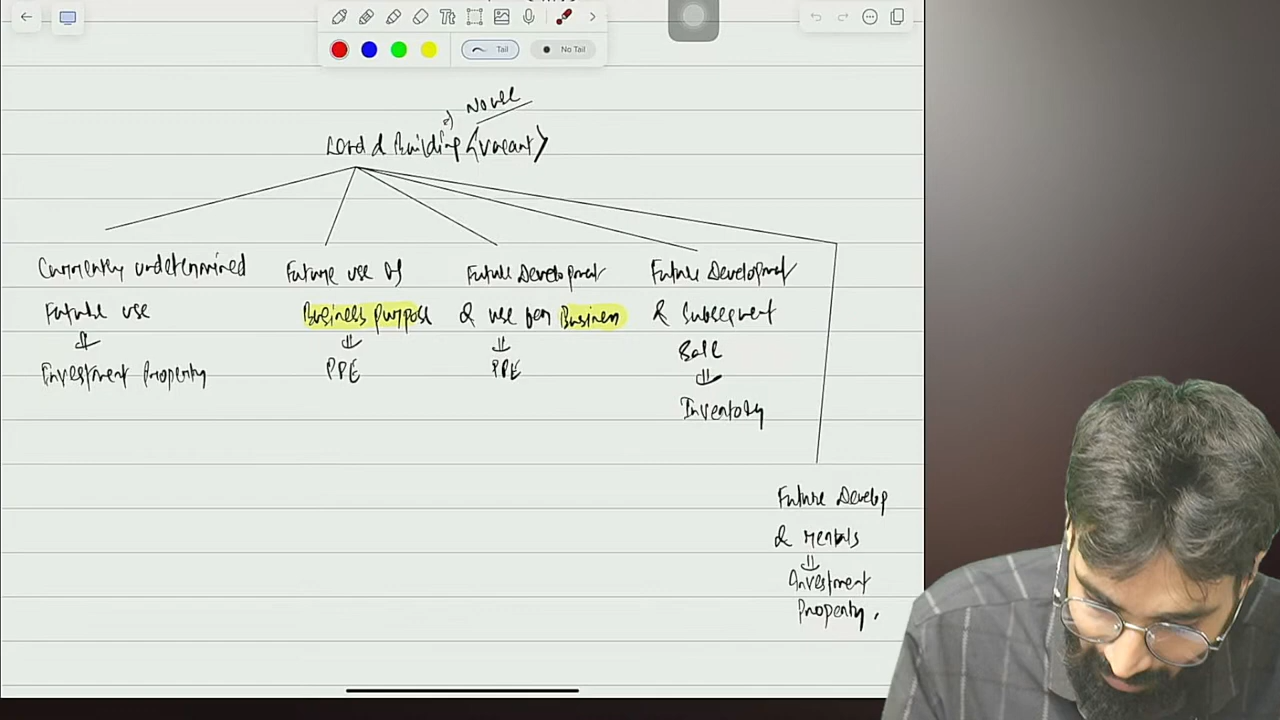 Tail
No Tail
Land & Building <Vacant>
Currently undetermined
Future use
Investment Property
Future use of
Business purpose
PPE
Future Development
& use for Business
PPE
Future Development
& Subsequent
Sale
Inventory
Future Develop
& rentals
Investment
Property.